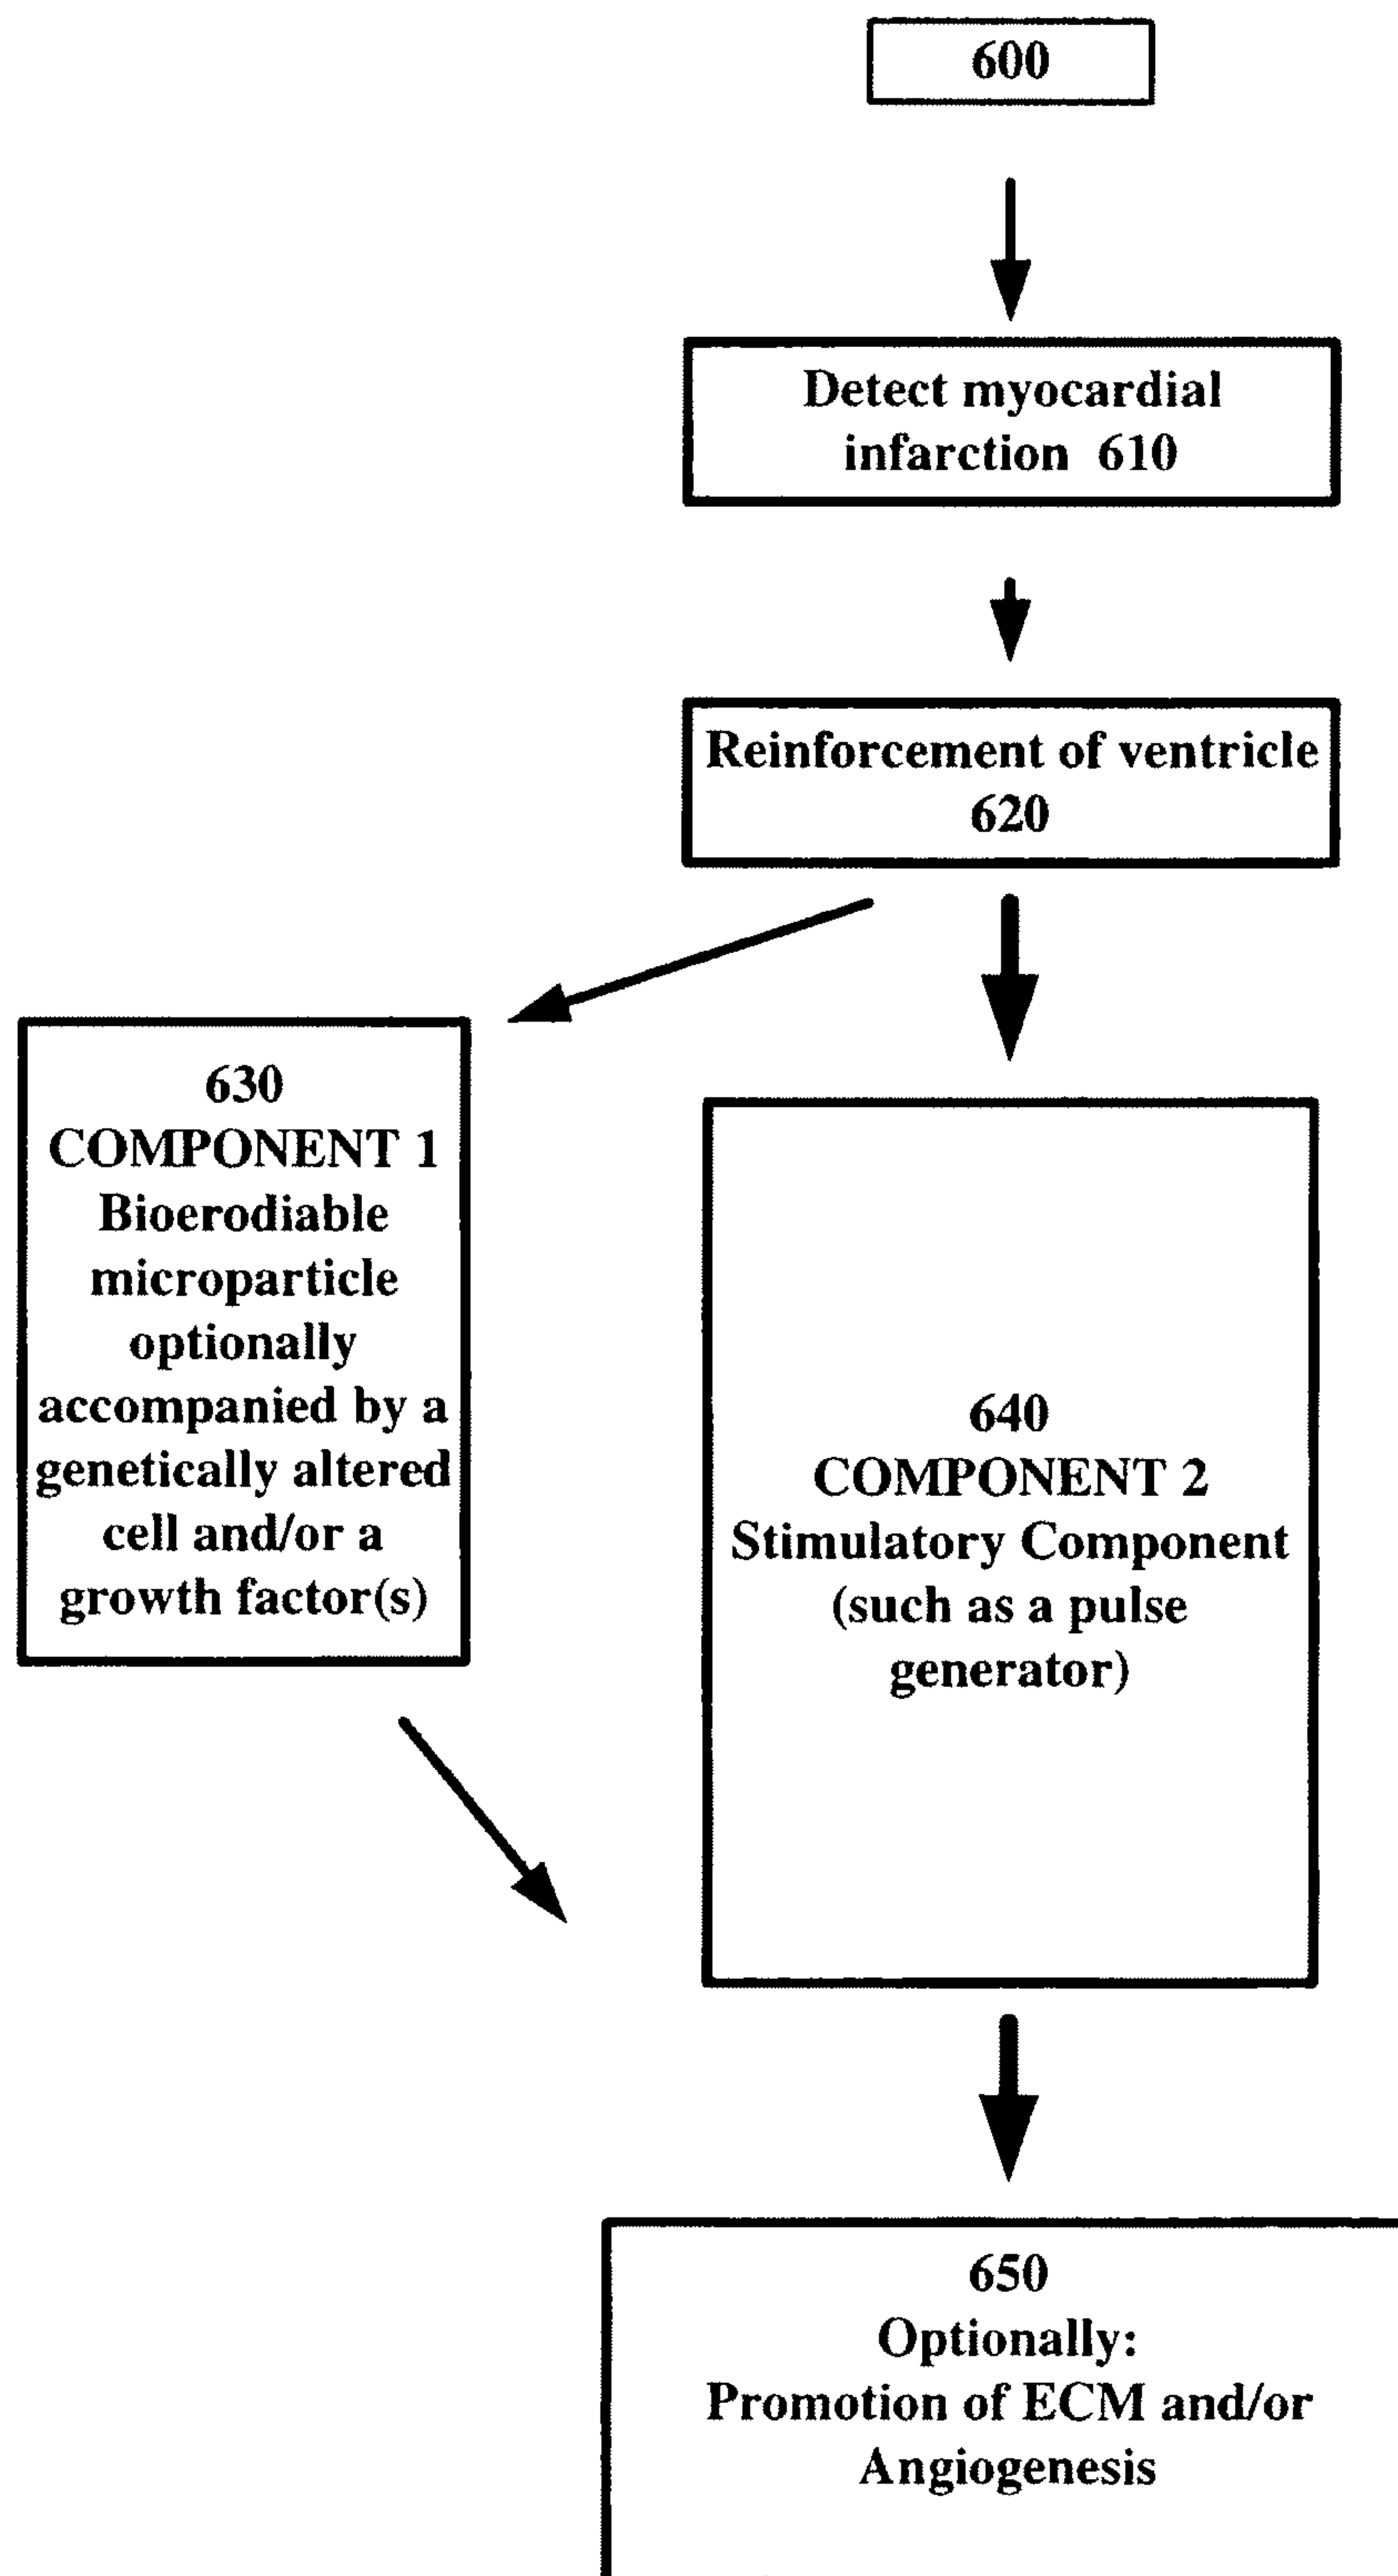 600
Detect myocardial
infarction 610
Reinforcement of ventricle
620
630
COMPONENT 1
Bioerodiable
microparticle
optionally
accompanied by a
genetically altered
cell and/or a
growth factor(s)
640
COMPONENT 2
Stimulatory Component
(such as a pulse
generator)
650
Optionally:
Promotion of ECM and/or
Angiogenesis